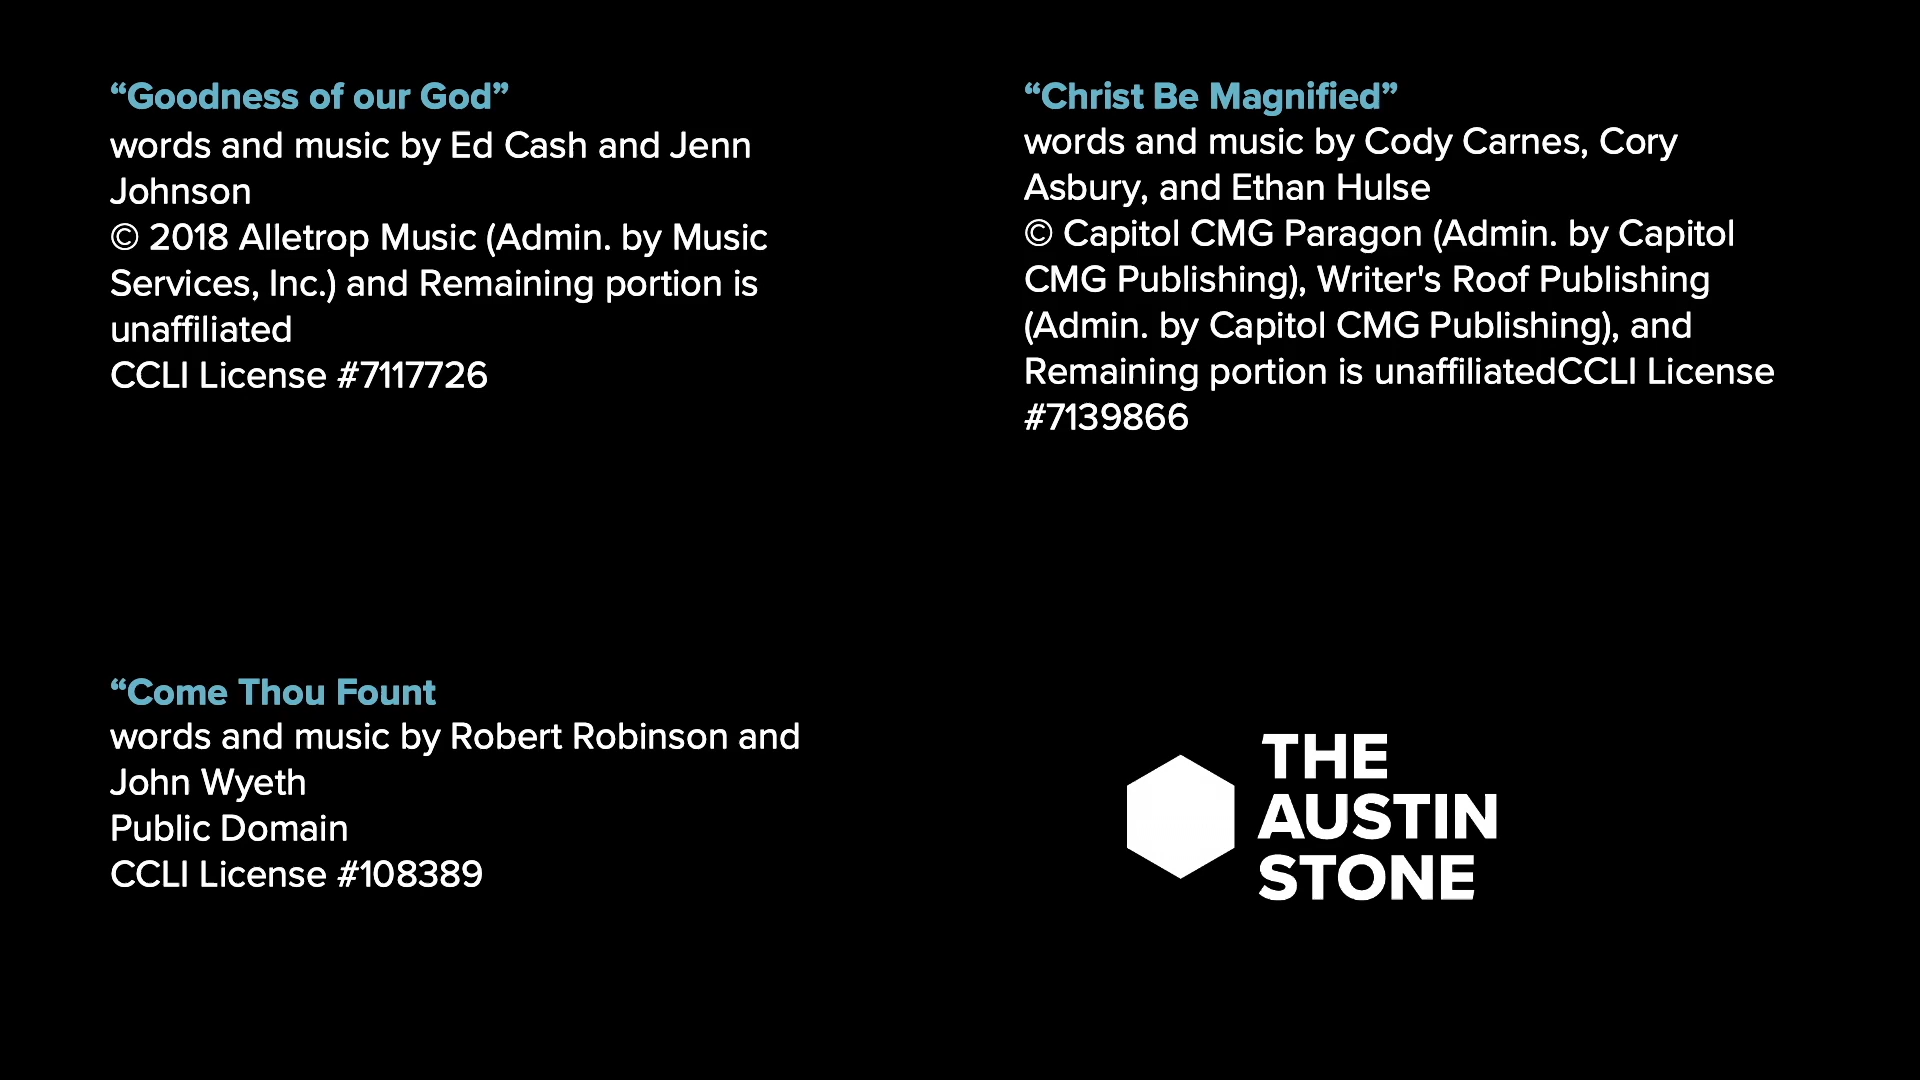 “Goodness of our God”
words and music by Ed Cash and Jenn
Johnson
© 2018 Alletrop Music (Admin. by Music
Services, Inc.) and Remaining portion is
unaffiliated
CCLI License #7117726
“Christ Be Magnified”
words and music by Cody Carnes, Cory
Asbury, and Ethan Hulse
© Capitol CMG Paragon (Admin. by Capitol
CMG Publishing), Writer's Roof Publishing
(Admin. by Capitol CMG Publishing), and
Remaining portion is unaffiliatedCCLI License
#7139866
“Come Thou Fount
words and music by Robert Robinson and
John Wyeth
Public Domain
CCLI License #108389
THE
AUSTIN
STONE